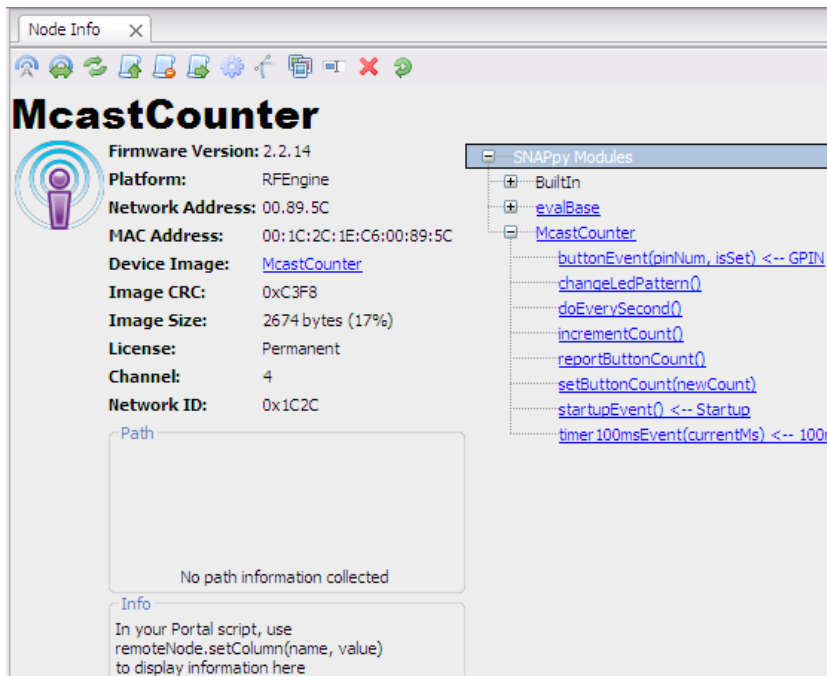 Node Info
McastCounter
Firmware Version: 2.2.14
Platform: RFEngine
Network Address: 00.89.5C
MAC Address: 00:1C:2C:1E:C6:00:89:5C
Device Image: McastCounter
Image CRC: 0xC3F8
Image Size: 2674 bytes (17%)
License: Permanent
Channel: 4
Network ID: 0x1C2C
Path
No path information collected
Info
In your Portal script, use
remoteNode.setColumn(name, value)
to display information here
SNAPpy Modules
BuiltIn
evalBase
McastCounter
buttonEvent(pinNum, isSet) <-- GPIN
changeLedPattern()
doEverySecond()
incrementCount()
reportButtonCount()
setButtonCount(newCount)
startupEvent() <-- Startup
timer100msEvent(currentMs) <--